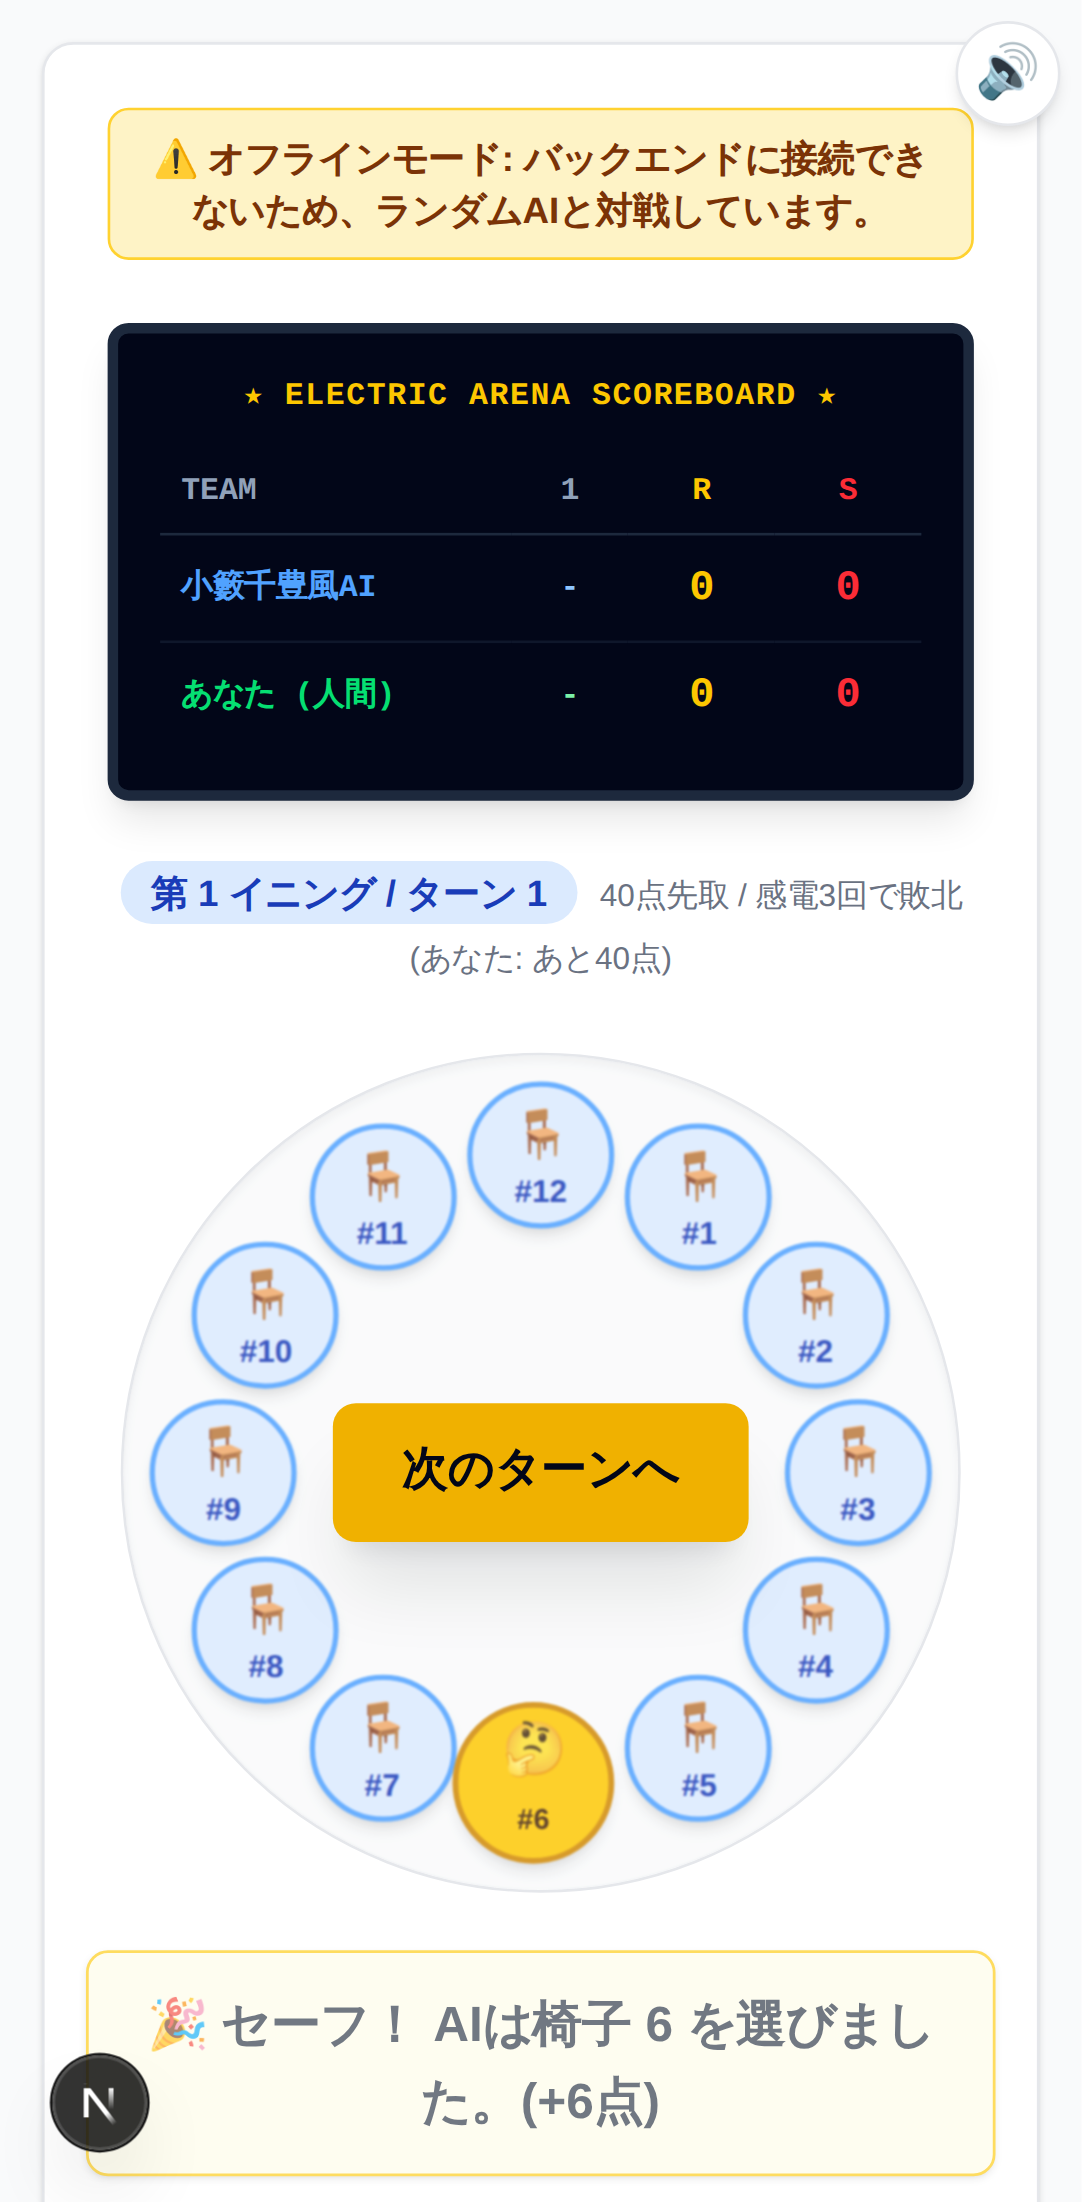 ⚠️ オフラインモード: バックエンドに接続でき
ないため、ランダムAIと対戦しています。
★ ELECTRIC ARENA SCOREBOARD ★
TEAM 1 R S
小籔千豊風AI - 0 0
あなた (人間) - 0 0
第 1 イニング / ターン 1 40点先取 / 感電3回で敗北
(あなた: あと40点)
#12
#11 #1
#10 #2
次のターンへ
#9 #3
#8 #4
#7 #5
#6
🎉 セーフ！ AIは椅子 6 を選びまし
た。(+6点)
N